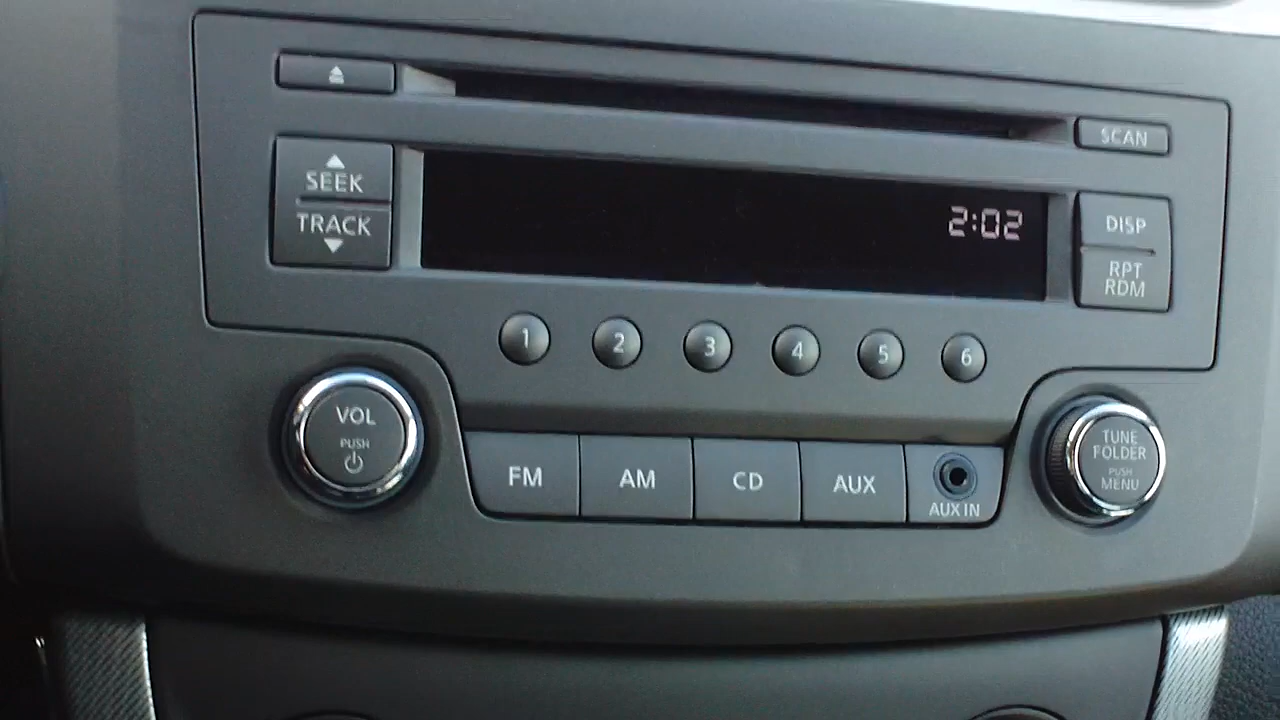 SCAN
SEEK
TRACK
2:02
DISP
RPT
RDM
1 2 3 4 5 6
VOL
PUSH
FM AM CD AUX
AUX IN
TUNE
FOLDER
PUSH
MENU